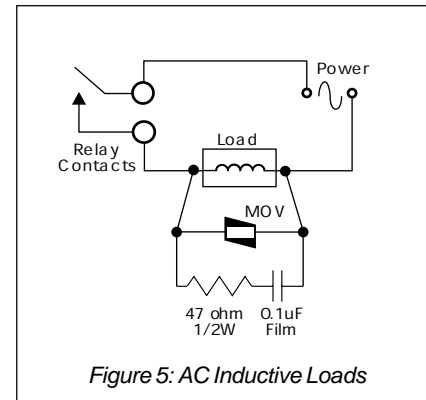 Power
Relay
Contacts
Load
MOV
47 ohm
1/2W
0.1uF
Film
Figure 5: AC Inductive Loads